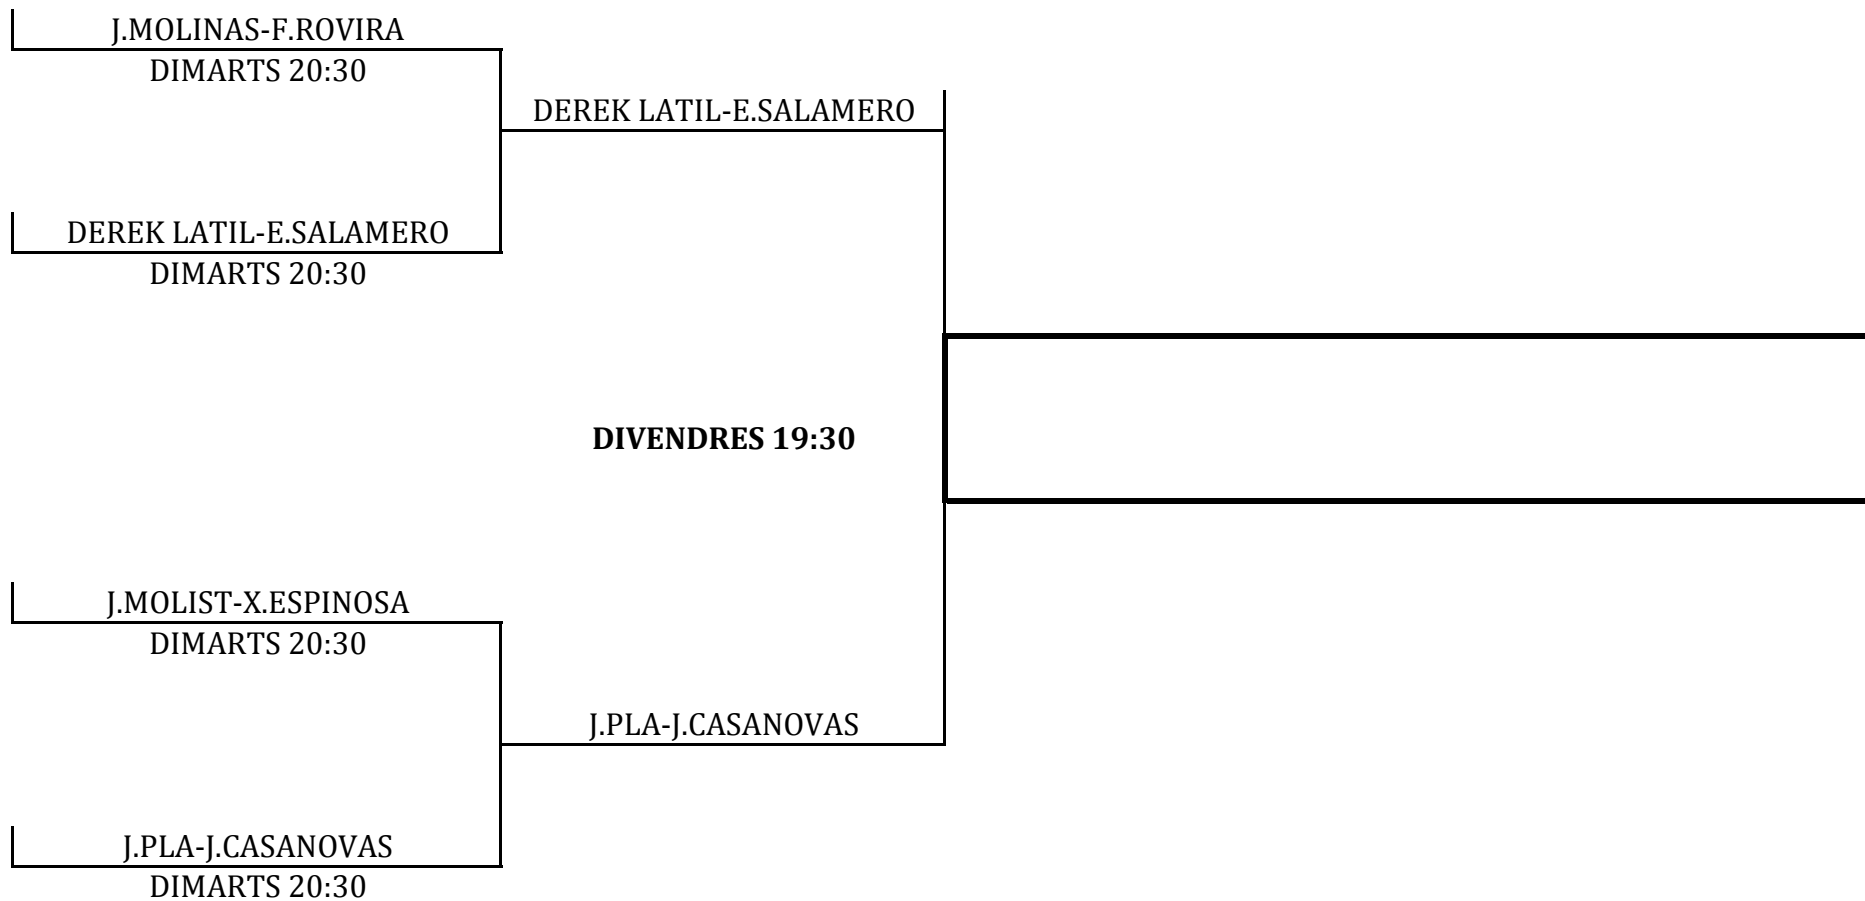 J.MOLINAS-F.ROVIRA
DIMARTS 20:30
DEREK LATIL-E.SALAMERO
DEREK LATIL-E.SALAMERO
DIMARTS 20:30
DIVENDRES 19:30
J.MOLIST-X.ESPINOSA
DIMARTS 20:30
J.PLA-J.CASANOVAS
J.PLA-J.CASANOVAS
DIMARTS 20:30